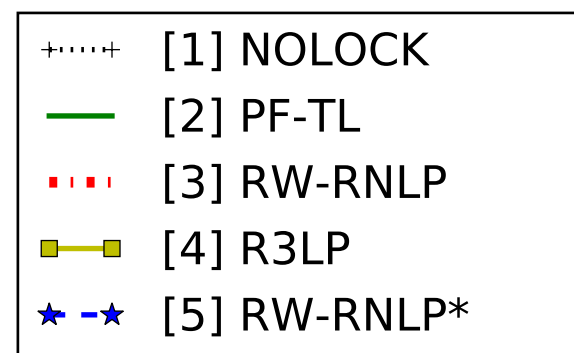 [1] NOLOCK
[2] PF-TL
[3] RW-RNLP
[4] R3LP
[5] RW-RNLP*